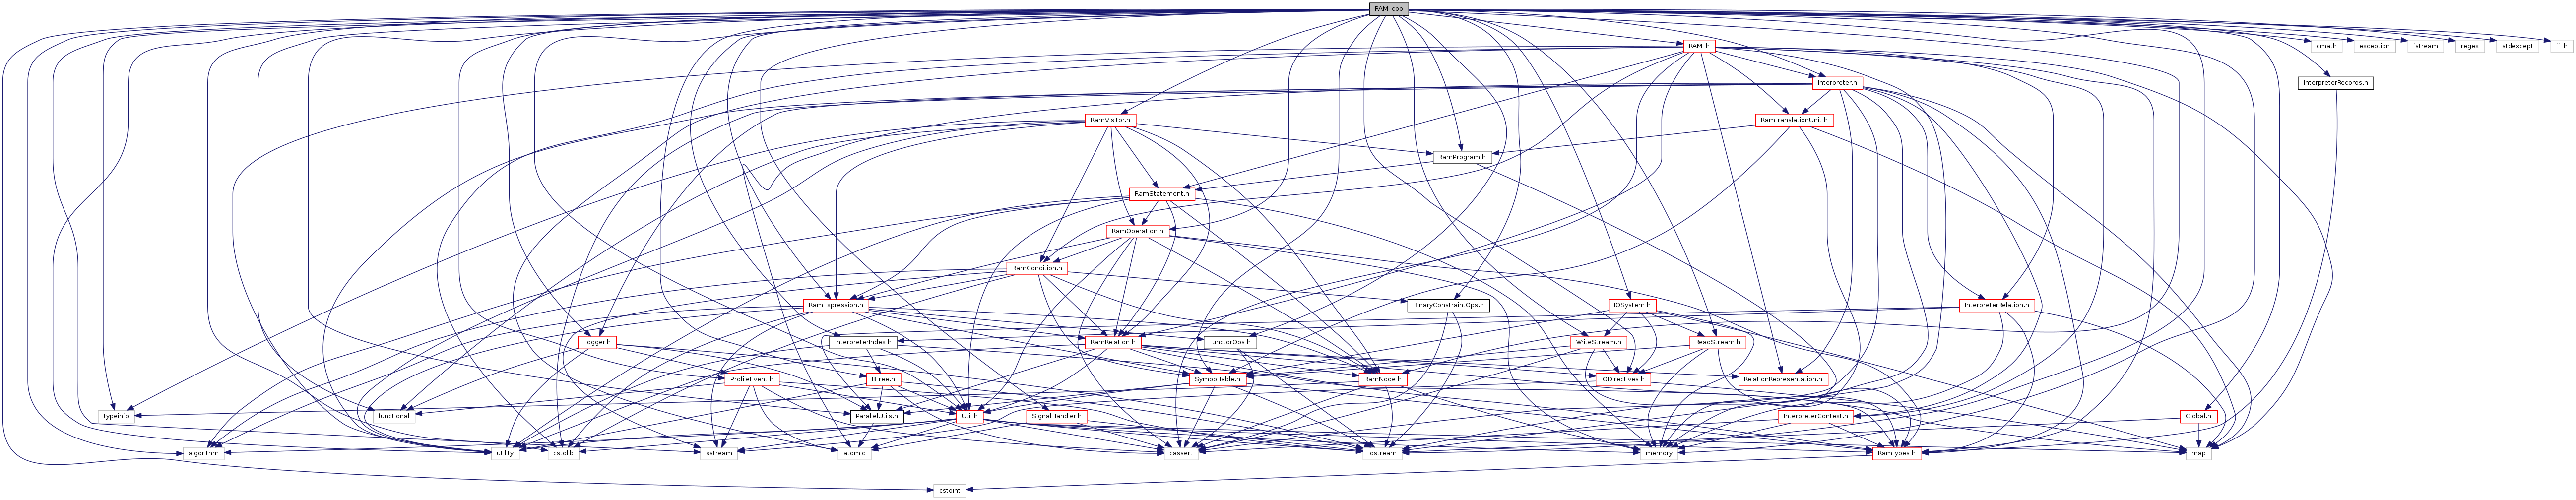 RAMI.cpp
RAMI.h
cmath
exception
fstream
regex
stdexcept
ffi.h
Interpreter.h
InterpreterRecords.h
RamVisitor.h
RamTranslationUnit.h
RamProgram.h
RamStatement.h
RamOperation.h
RamCondition.h
RamExpression.h
BinaryConstraintOps.h
IOSystem.h
InterpreterRelation.h
Logger.h
InterpreterIndex.h
RamRelation.h
FunctorOps.h
WriteStream.h
ReadStream.h
ProfileEvent.h
BTree.h
SymbolTable.h
RamNode.h
IODirectives.h
RelationRepresentation.h
typeinfo
functional
ParallelUtils.h
Util.h
SignalHandler.h
InterpreterContext.h
Global.h
algorithm
utility
cstdlib
sstream
atomic
cassert
iostream
memory
RamTypes.h
map
cstdint